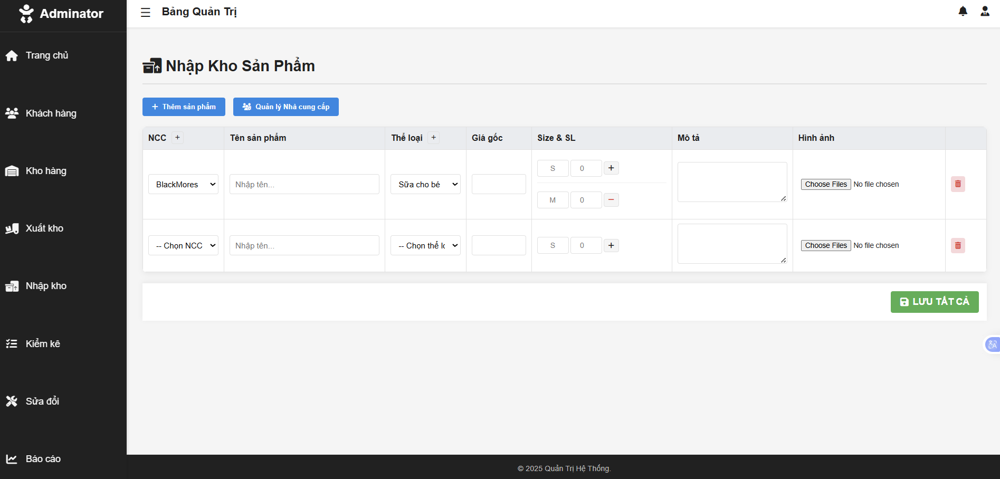 Adminator
Bảng Quản Trị
Trang chủ
Khách hàng
Kho hàng
Xuất kho
Nhập kho
Kiểm kê
Sửa đổi
Báo cáo
Nhập Kho Sản Phẩm
+ Thêm sản phẩm
Quản lý Nhà cung cấp
NCC + Tên sản phẩm Thể loại + Giá gốc Size & SL Mô tả Hình ảnh
BlackMores Nhập tên... Sữa cho bé S 0 + Choose Files No file chosen
M 0 −
-- Chọn NCC Nhập tên... -- Chọn thể lo S 0 + Choose Files No file chosen
LƯU TẤT CẢ
© 2025 Quản Trị Hệ Thống.